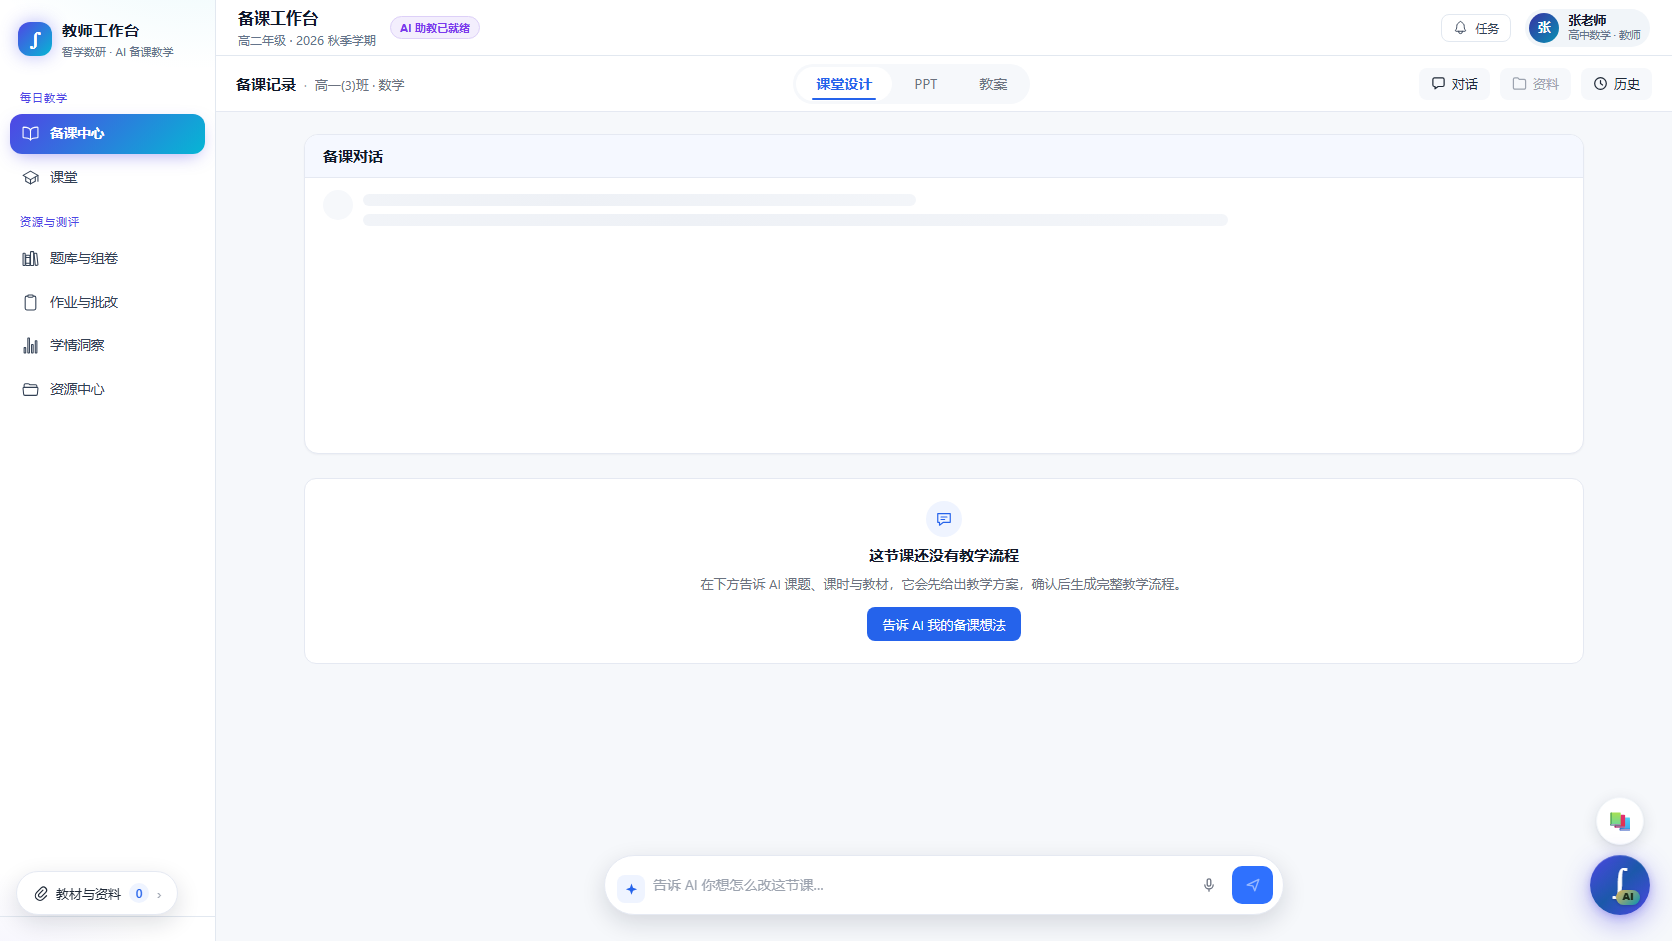 教师工作台
智学数研 · AI 备课教学
每日教学
备课中心
课堂
资源与测评
题库与组卷
作业与批改
学情洞察
资源中心
教材与资料 0 ›
备课工作台
高二年级 · 2026 秋季学期
AI 助教已就绪
任务
张
张老师
高中数学 · 教师
备课记录 · 高一(3)班 · 数学
课堂设计
PPT
教案
对话
资料
历史
备课对话
这节课还没有教学流程
在下方告诉 AI 课题、课时与教材，它会先给出教学方案，确认后生成完整教学流程。
告诉 AI 我的备课想法
告诉 AI 你想怎么改这节课...
∫
AI